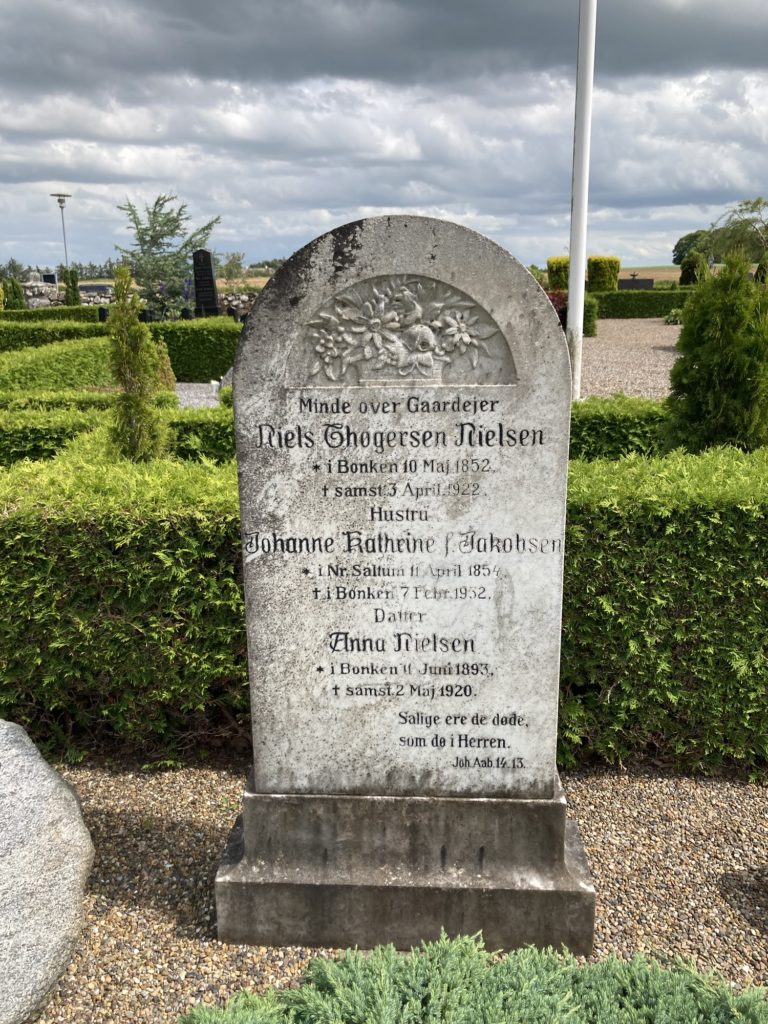 Minde over Gaardejer
Niels Thøgersen Nielsen
* i Bonken 10 Maj 1852.
† samst. 3 April 1922.
Hustru
Johanne Kathrine f. Jakobsen
* i Nr. Saltum 11 April 1854,
† i Bonken 7 Febr. 1932.
Datter
Anna Nielsen
* i Bonken 11 Juni 1893,
† samst. 2 Maj 1920.
Salige ere de døde,
som dø i Herren.
Joh. Aab. 14.13.